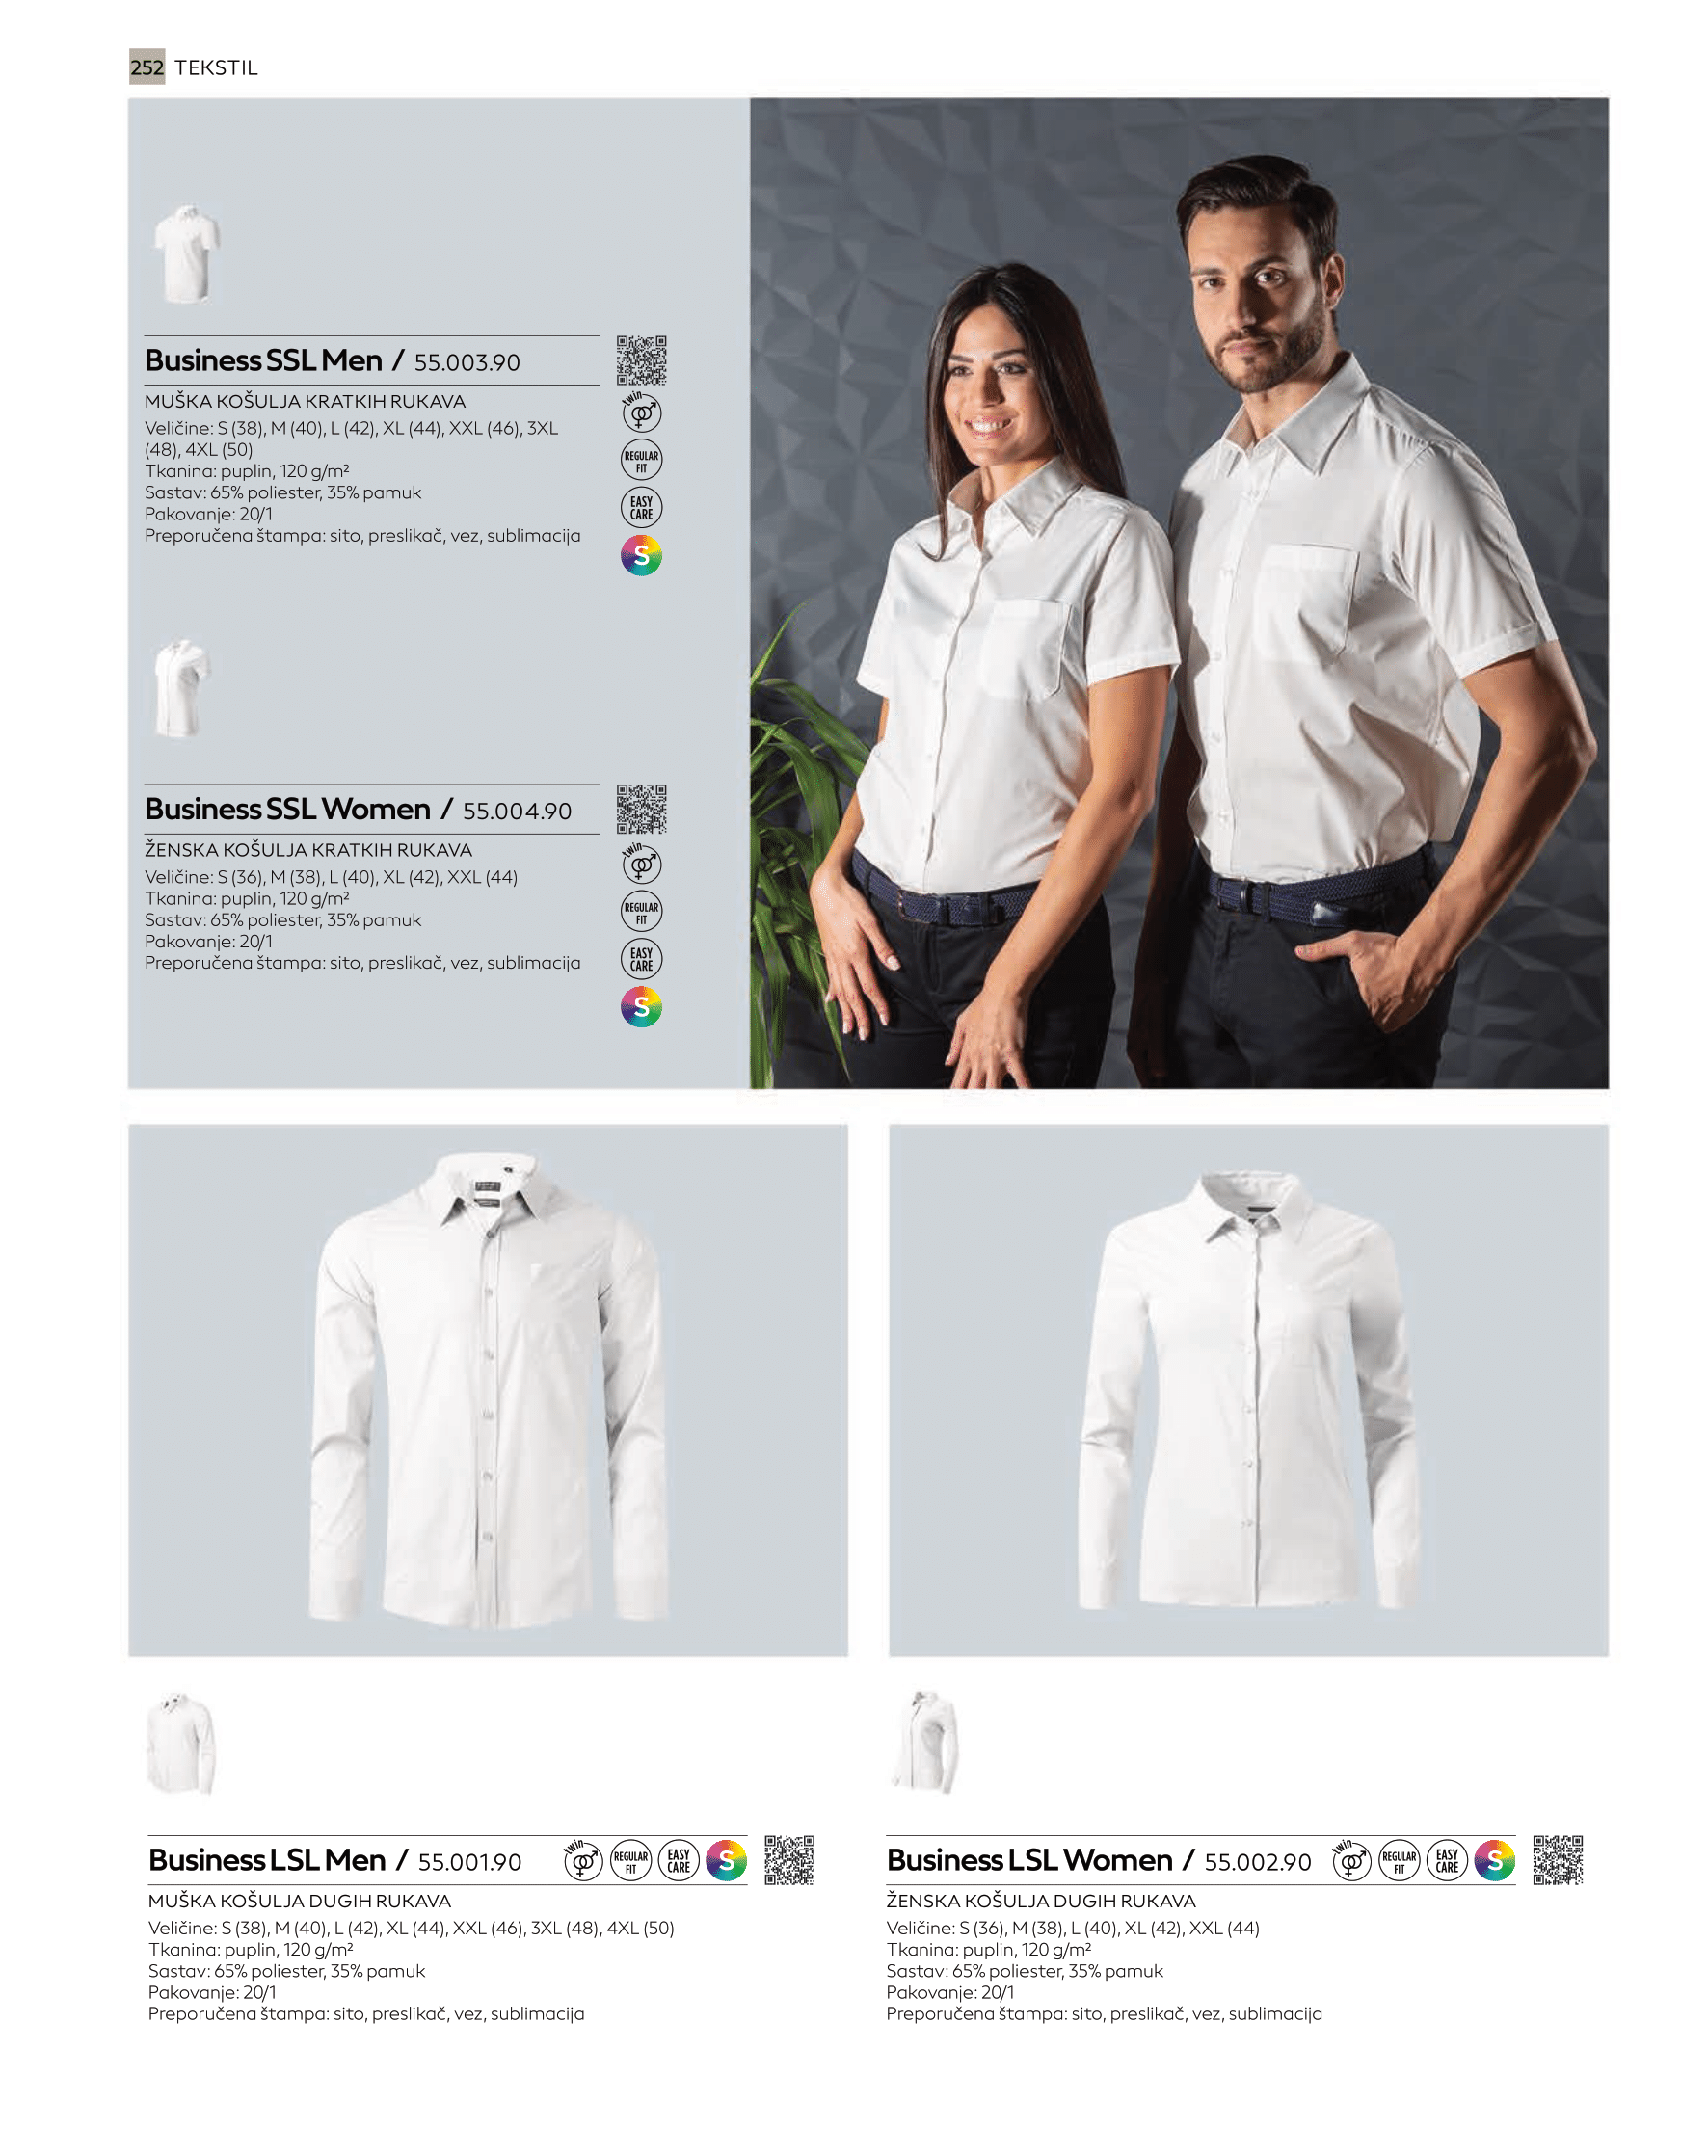 252 TEKSTIL
Business SSL Men / 55.003.90
MUŠKA KOŠULJA KRATKIH RUKAVA
Veličine: S (38), M (40), L (42), XL (44), XXL (46), 3XL
(48), 4XL (50)
Tkanina: puplin, 120 g/m²
Sastav: 65% poliester, 35% pamuk
Pakovanje: 20/1
Preporučena štampa: sito, preslikač, vez, sublimacija
twin
REGULAR
FIT
EASY
CARE
S
Business SSL Women / 55.004.90
ŽENSKA KOŠULJA KRATKIH RUKAVA
Veličine: S (36), M (38), L (40), XL (42), XXL (44)
Tkanina: puplin, 120 g/m²
Sastav: 65% poliester, 35% pamuk
Pakovanje: 20/1
Preporučena štampa: sito, preslikač, vez, sublimacija
twin
REGULAR
FIT
EASY
CARE
S
Business LSL Men / 55.001.90
twin
REGULAR
FIT
EASY
CARE
S
MUŠKA KOŠULJA DUGIH RUKAVA
Veličine: S (38), M (40), L (42), XL (44), XXL (46), 3XL (48), 4XL (50)
Tkanina: puplin, 120 g/m²
Sastav: 65% poliester, 35% pamuk
Pakovanje: 20/1
Preporučena štampa: sito, preslikač, vez, sublimacija
Business LSL Women / 55.002.90
twin
REGULAR
FIT
EASY
CARE
S
ŽENSKA KOŠULJA DUGIH RUKAVA
Veličine: S (36), M (38), L (40), XL (42), XXL (44)
Tkanina: puplin, 120 g/m²
Sastav: 65% poliester, 35% pamuk
Pakovanje: 20/1
Preporučena štampa: sito, preslikač, vez, sublimacija